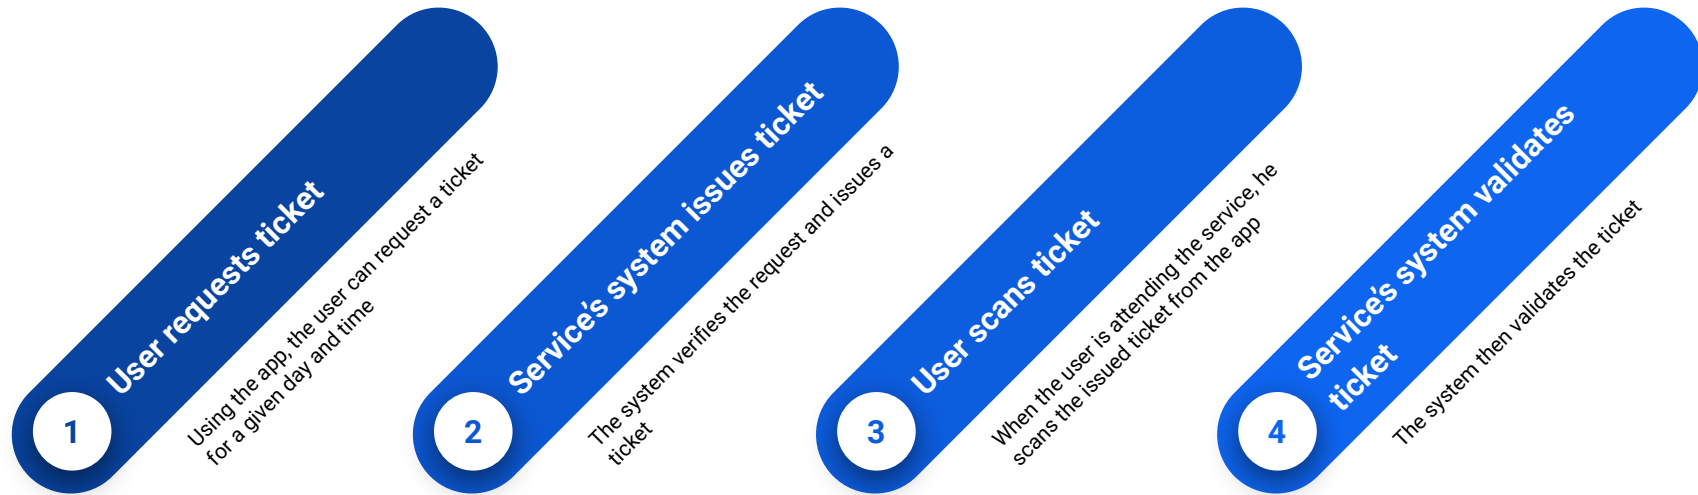 1
User requests ticket
Using the app, the user can request a ticket
for a given day and time
2
Service's system issues ticket
The system verifies the request and issues a
ticket
3
User scans ticket
When the user is attending the service, he
scans the issued ticket from the app
4
Service's system validates
ticket
The system then validates the ticket